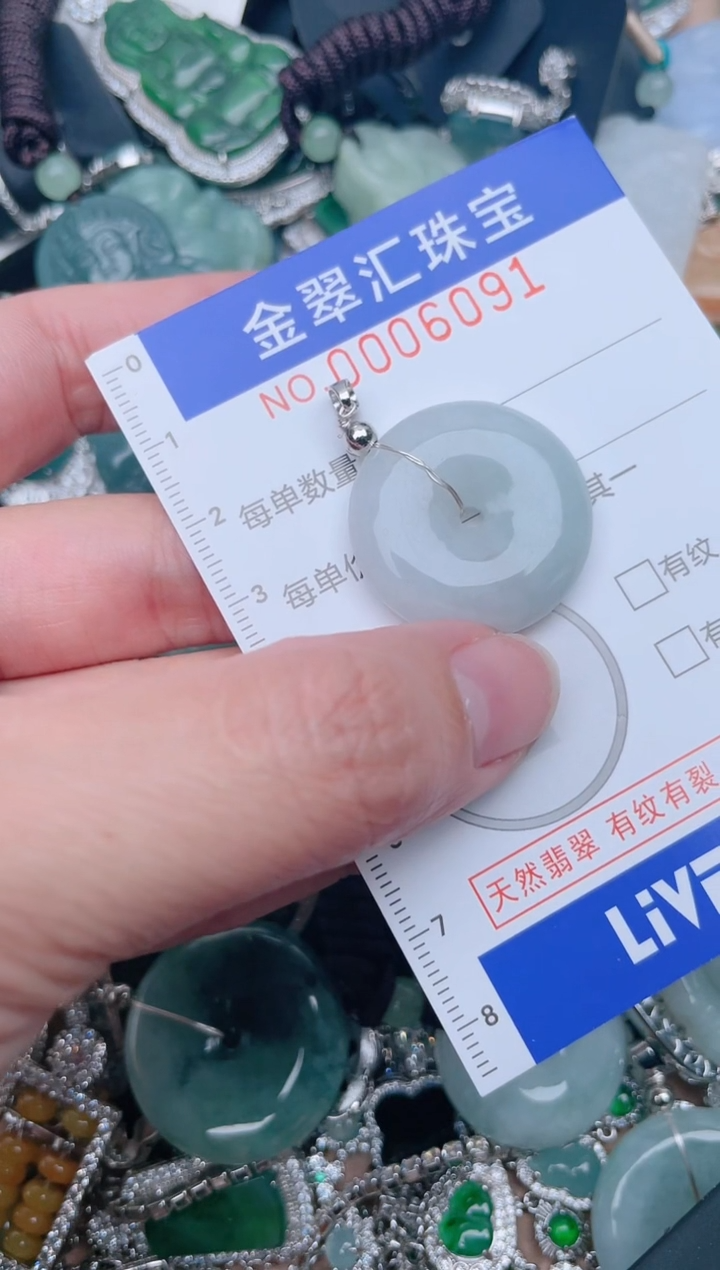 金翠汇珠宝
NO.0006091
每单数量
其一
每单
有纹
有
天然翡翠 有纹有裂
LiV
0
1
2
3
7
8